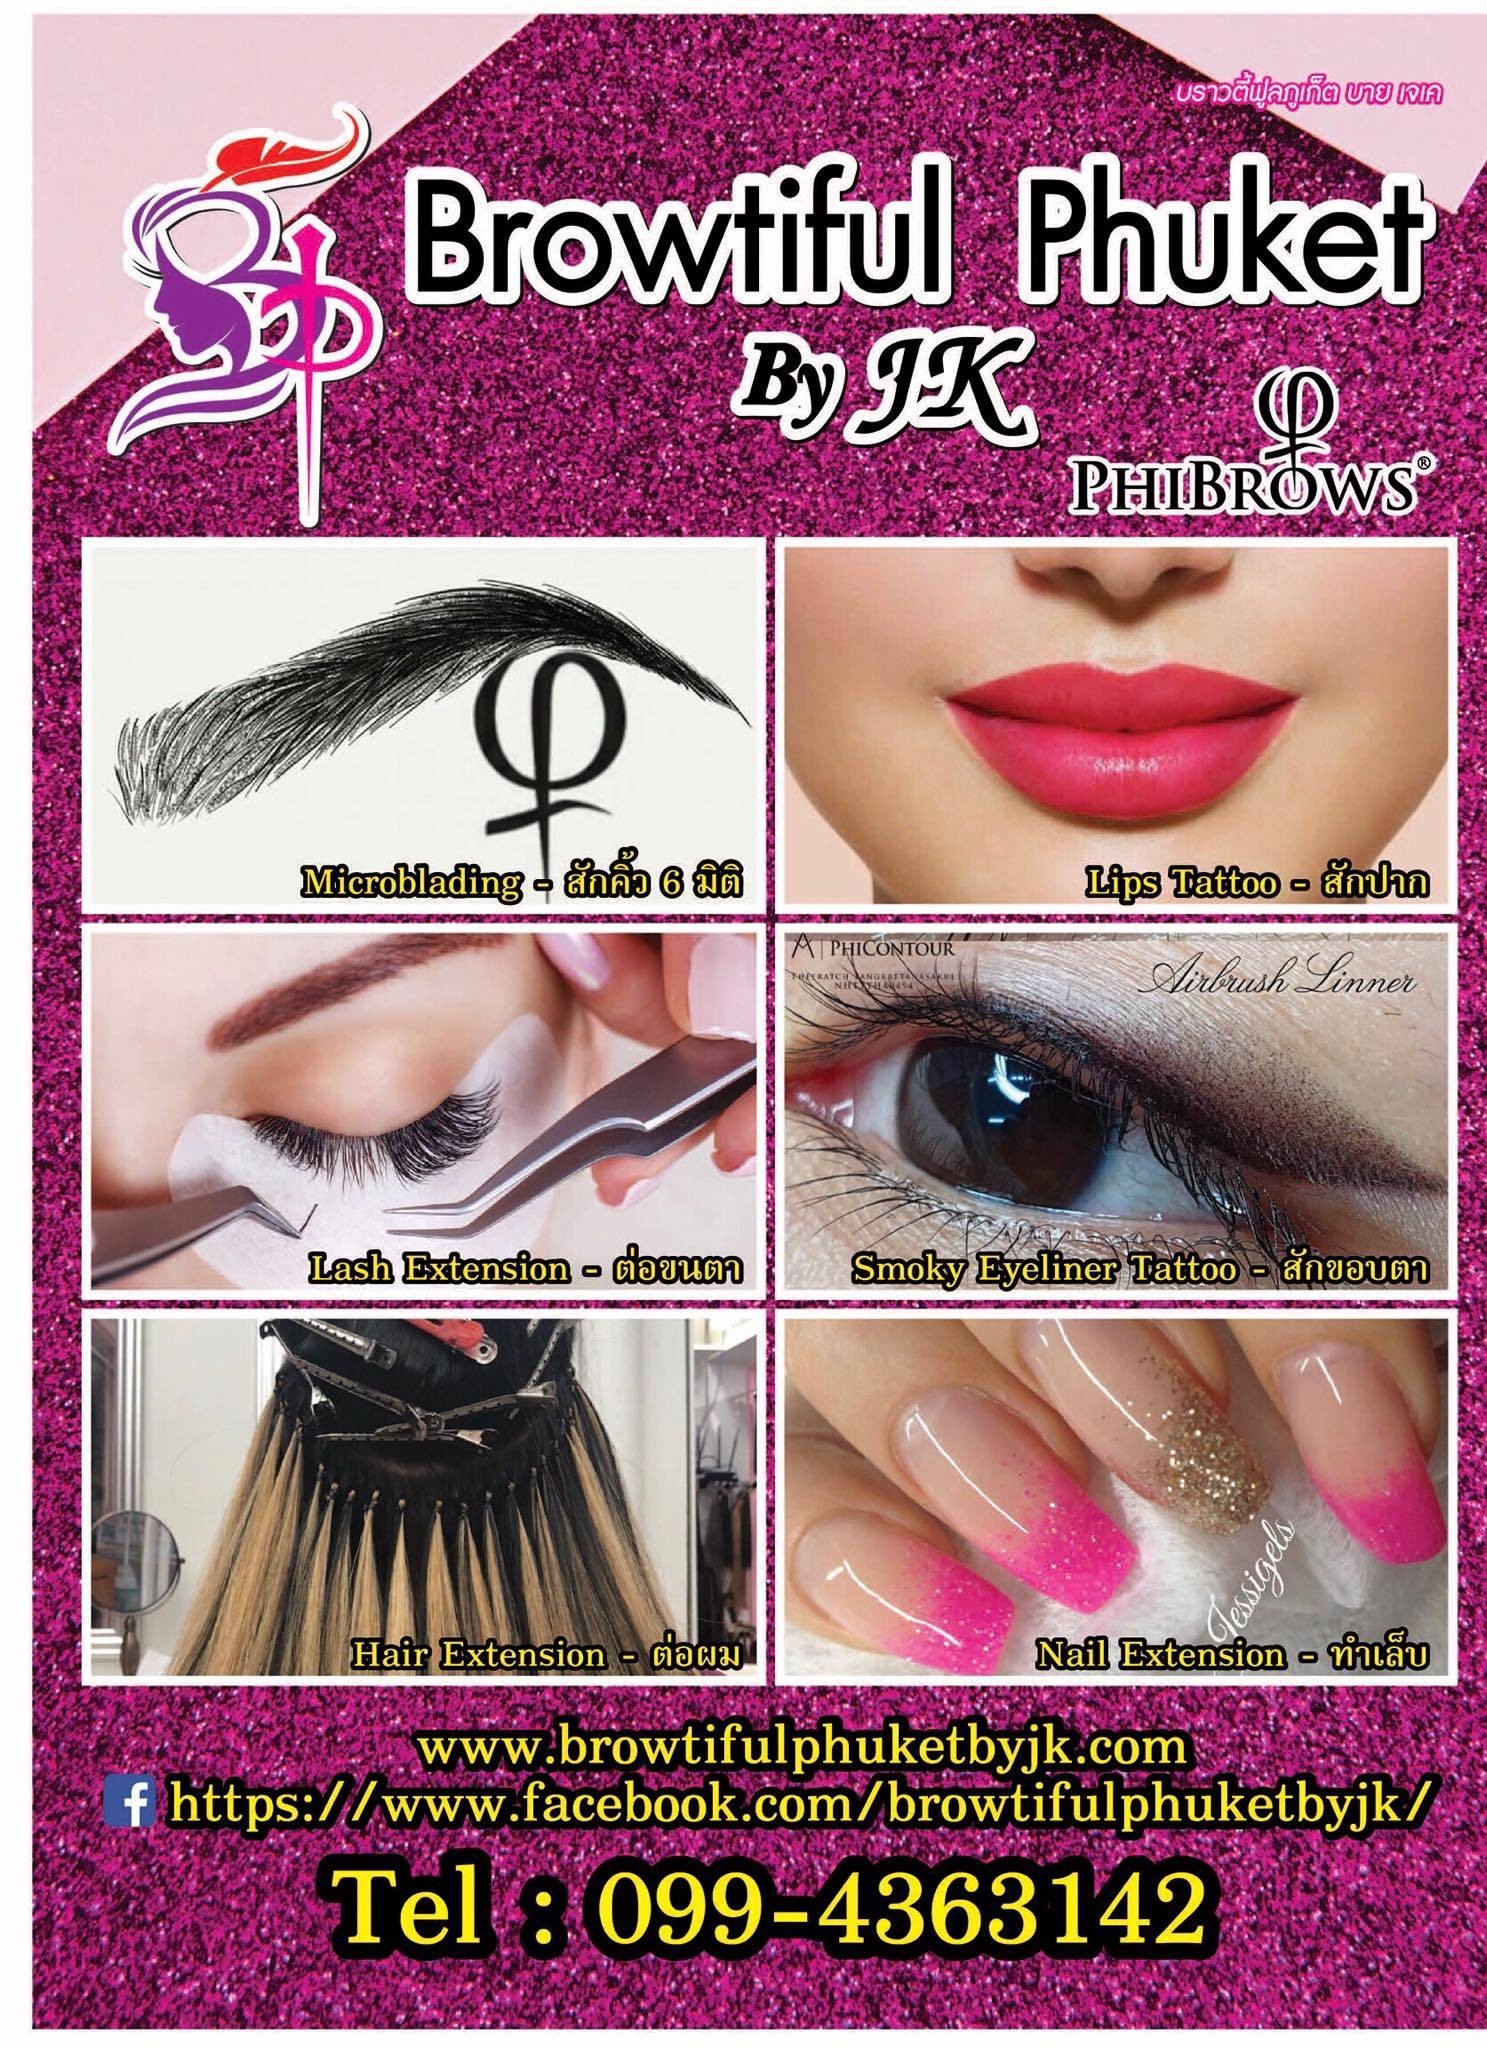 บราวตี้ฟูลภูเก็ต บาย เจเค
Browtiful Phuket
By JK
PHIBROWS®
Microblading - สักคิ้ว 6 มิติ
Lips Tattoo - สักปาก
A | PHICONTOUR
Airbrush Linner
Lash Extension - ต่อขนตา
Smoky Eyeliner Tattoo - สักขอบตา
Jessigels
Hair Extension - ต่อผม
Nail Extension - ทำเล็บ
www.browtifulphuketbyjk.com
https://www.facebook.com/browtifulphuketbyjk/
Tel : 099-4363142